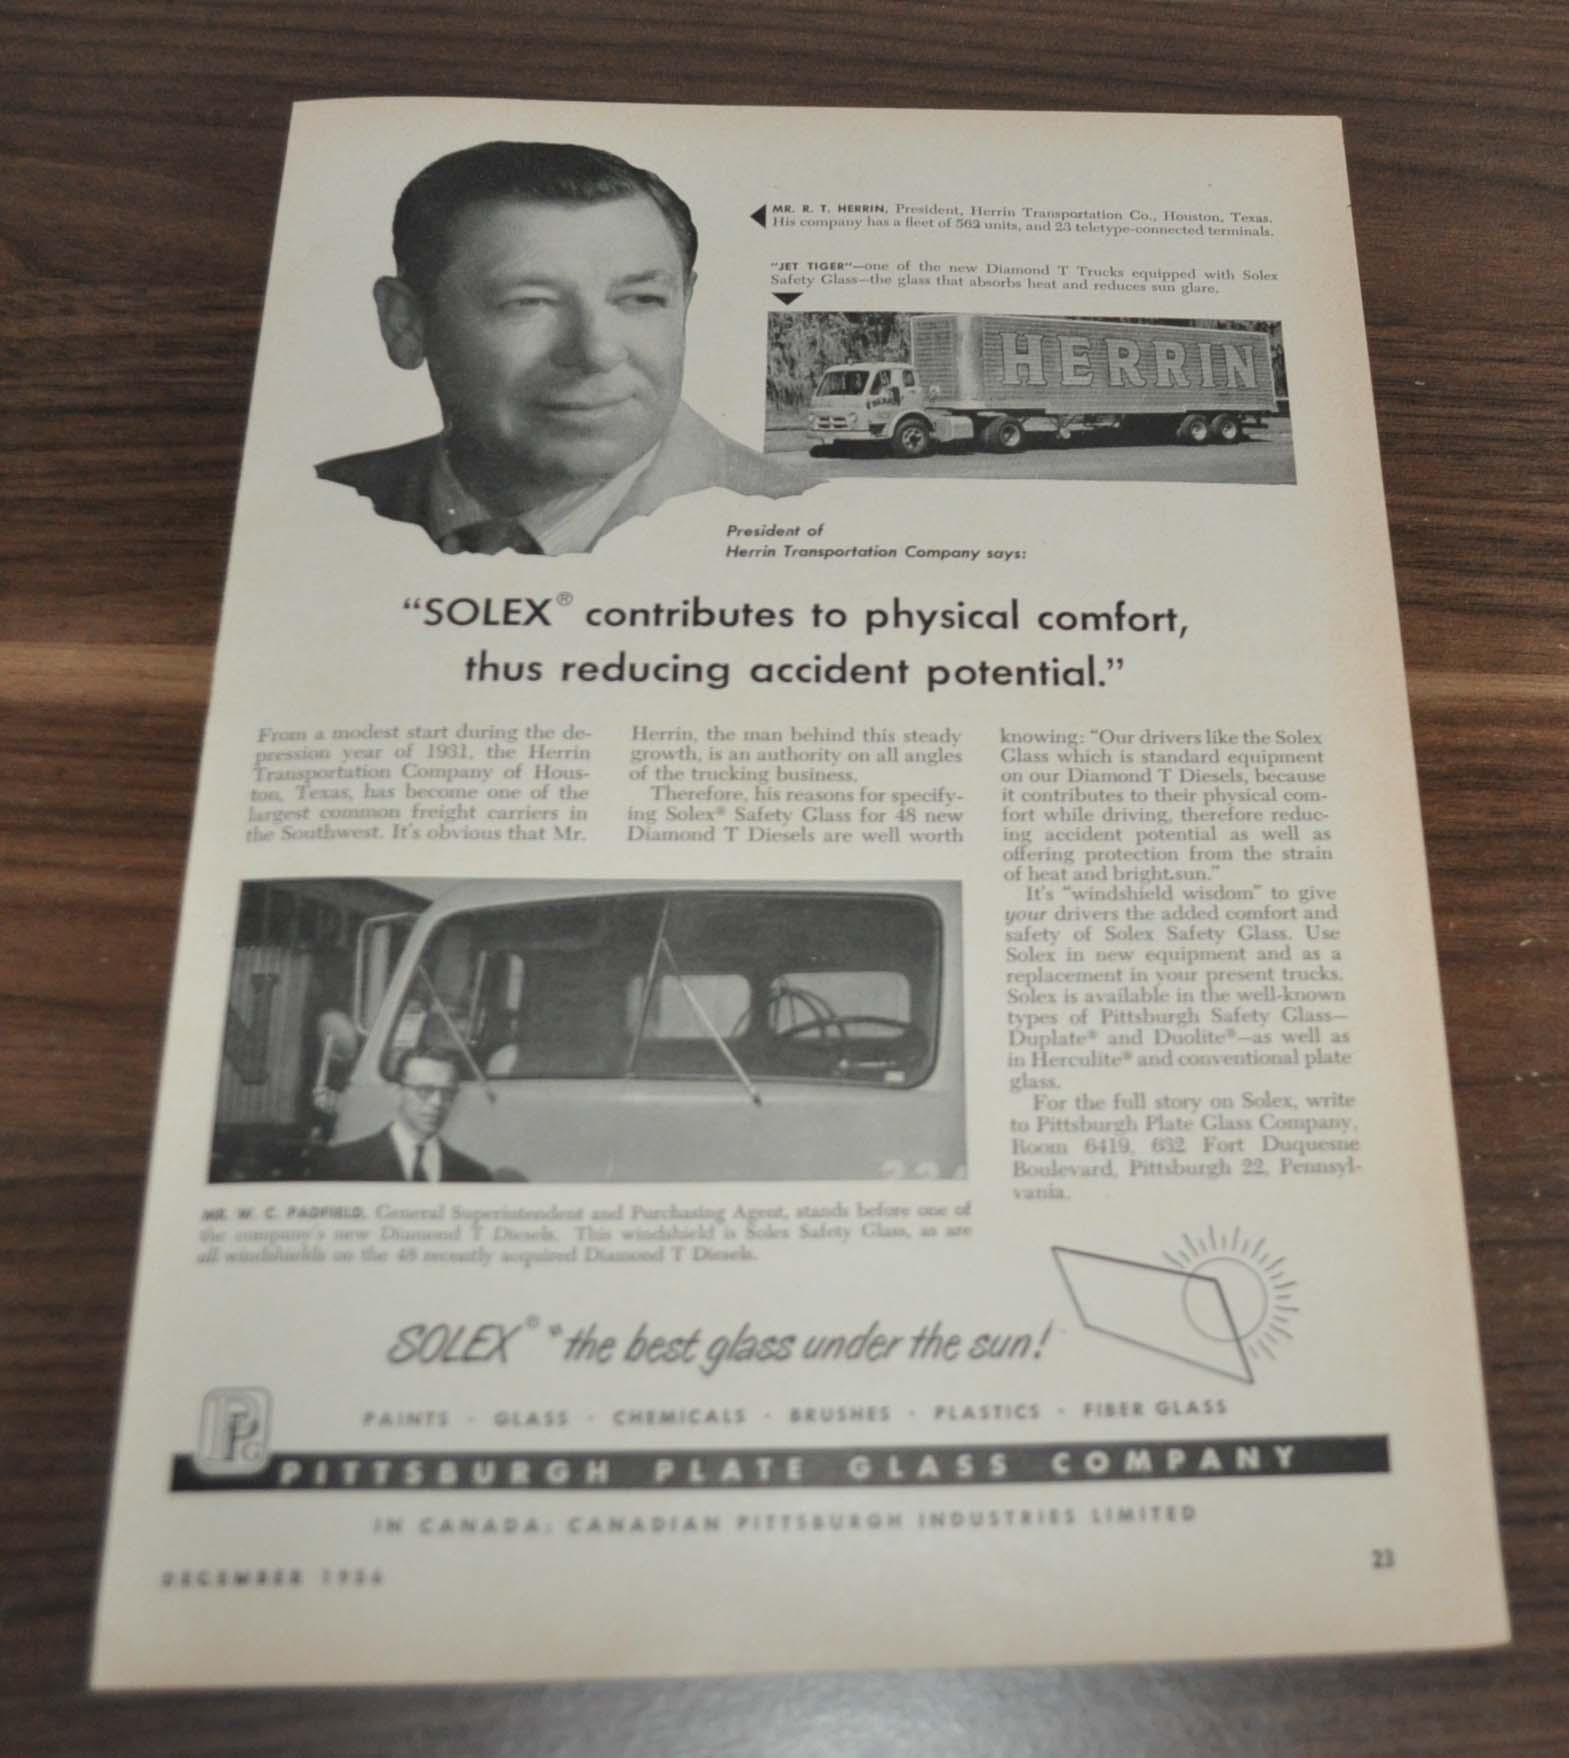 MR. R. T. HERRIN, President, Herrin Transportation Co., Houston, Texas.
His company has a fleet of 562 units, and 23 teletype-connected terminals.
"JET TIGER"—one of the new Diamond T Trucks equipped with Solex
Safety Glass—the glass that absorbs heat and reduces sun glare.
HERRIN
President of
Herrin Transportation Company says:
"SOLEX® contributes to physical comfort,
thus reducing accident potential."
From a modest start during the de-
pression year of 1931, the Herrin
Transportation Company of Hous-
ton, Texas, has become one of the
largest common freight carriers in
the Southwest. It's obvious that Mr.
Herrin, the man behind this steady
growth, is an authority on all angles
of the trucking business.
Therefore, his reasons for specify-
ing Solex® Safety Glass for 48 new
Diamond T Diesels are well worth
knowing: "Our drivers like the Solex
Glass which is standard equipment
on our Diamond T Diesels, because
it contributes to their physical com-
fort while driving, therefore reduc-
ing accident potential as well as
offering protection from the strain
of heat and bright sun."
It's "windshield wisdom" to give
your drivers the added comfort and
safety of Solex Safety Glass. Use
Solex in new equipment and as a
replacement in your present trucks.
Solex is available in the well-known
types of Pittsburgh Safety Glass—
Duplate® and Duolite®—as well as
in Herculite® and conventional plate
glass.
For the full story on Solex, write
to Pittsburgh Plate Glass Company,
Room 6419, 632 Fort Duquesne
Boulevard, Pittsburgh 22, Pennsyl-
vania.
MR. W. C. PADFIELD, General Superintendent and Purchasing Agent, stands before one of
the company's new Diamond T Diesels. This windshield is Solex Safety Glass, as are
all windshields on the 48 recently acquired Diamond T Diesels.
SOLEX® "the best glass under the sun!
PPG
PAINTS · GLASS · CHEMICALS · BRUSHES · PLASTICS · FIBER GLASS
PITTSBURGH PLATE GLASS COMPANY
IN CANADA: CANADIAN PITTSBURGH INDUSTRIES LIMITED
DECEMBER
23